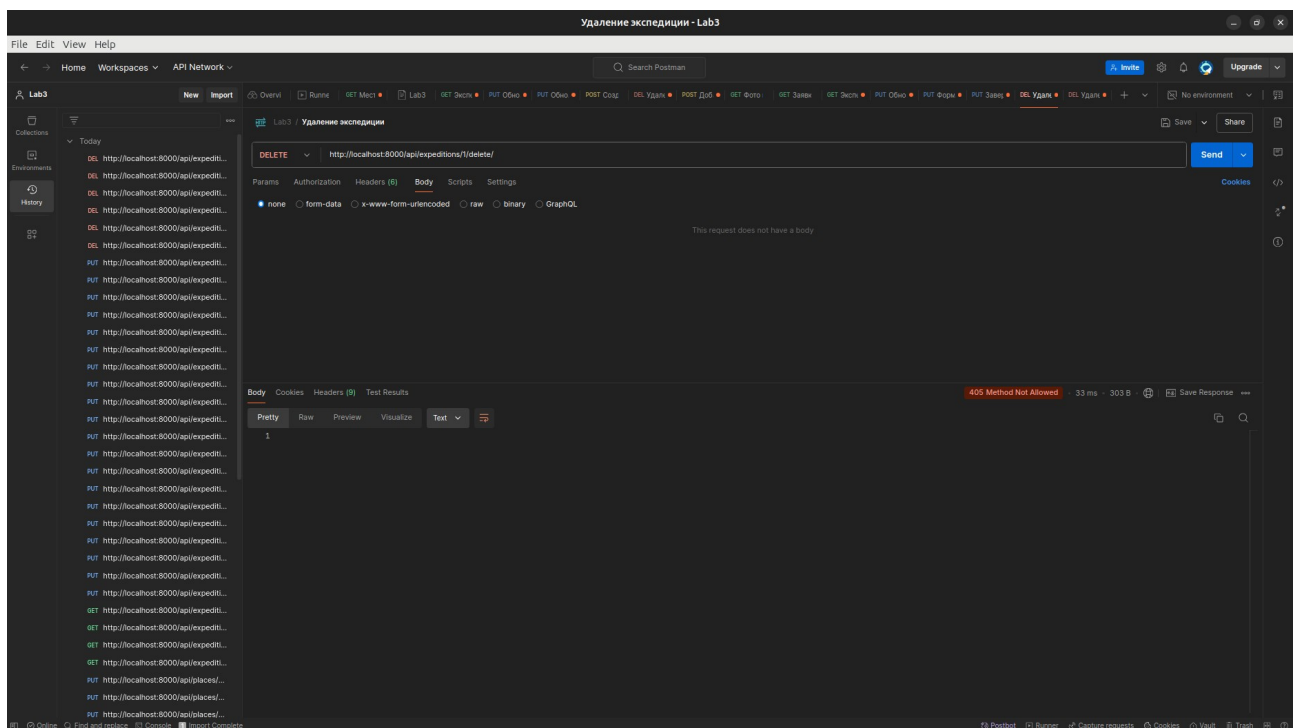 Удаление экспедиции - Lab3
File Edit View Help
Home Workspaces API Network Search Postman Invite Upgrade
Lab3 New Import Overvi Runne GET Мест Lab3 GET Экспе PUT Обно PUT Обно POST Созд DEL Удале POST Доб GET Фото GET Заявк GET Экспе PUT Обно PUT Форм PUT Завер DEL Удале DEL Удале No environment
Collections
Lab3 / Удаление экспедиции Save Share
Today
Environments
DELETE http://localhost:8000/api/expeditions/1/delete/ Send
DEL http://localhost:8000/api/expediti...
DEL http://localhost:8000/api/expediti...
Params Authorization Headers (6) Body Scripts Settings Cookies
History
DEL http://localhost:8000/api/expediti...
none form-data x-www-form-urlencoded raw binary GraphQL
DEL http://localhost:8000/api/expediti...
DEL http://localhost:8000/api/expediti...
This request does not have a body
DEL http://localhost:8000/api/expediti...
PUT http://localhost:8000/api/expediti...
PUT http://localhost:8000/api/expediti...
PUT http://localhost:8000/api/expediti...
PUT http://localhost:8000/api/expediti...
PUT http://localhost:8000/api/expediti...
PUT http://localhost:8000/api/expediti...
PUT http://localhost:8000/api/expediti...
PUT http://localhost:8000/api/expediti...
Body Cookies Headers (9) Test Results 405 Method Not Allowed 33 ms 303 B Save Response
PUT http://localhost:8000/api/expediti...
Pretty Raw Preview Visualize Text
PUT http://localhost:8000/api/expediti...
1
PUT http://localhost:8000/api/expediti...
PUT http://localhost:8000/api/expediti...
PUT http://localhost:8000/api/expediti...
PUT http://localhost:8000/api/expediti...
PUT http://localhost:8000/api/expediti...
PUT http://localhost:8000/api/expediti...
PUT http://localhost:8000/api/expediti...
PUT http://localhost:8000/api/expediti...
PUT http://localhost:8000/api/expediti...
PUT http://localhost:8000/api/expediti...
GET http://localhost:8000/api/expediti...
GET http://localhost:8000/api/expediti...
GET http://localhost:8000/api/expediti...
GET http://localhost:8000/api/expediti...
PUT http://localhost:8000/api/places/...
PUT http://localhost:8000/api/places/...
PUT http://localhost:8000/api/places/...
Online Find and replace Console Import Complete Postbot Runner Capture requests Cookies Vault Trash